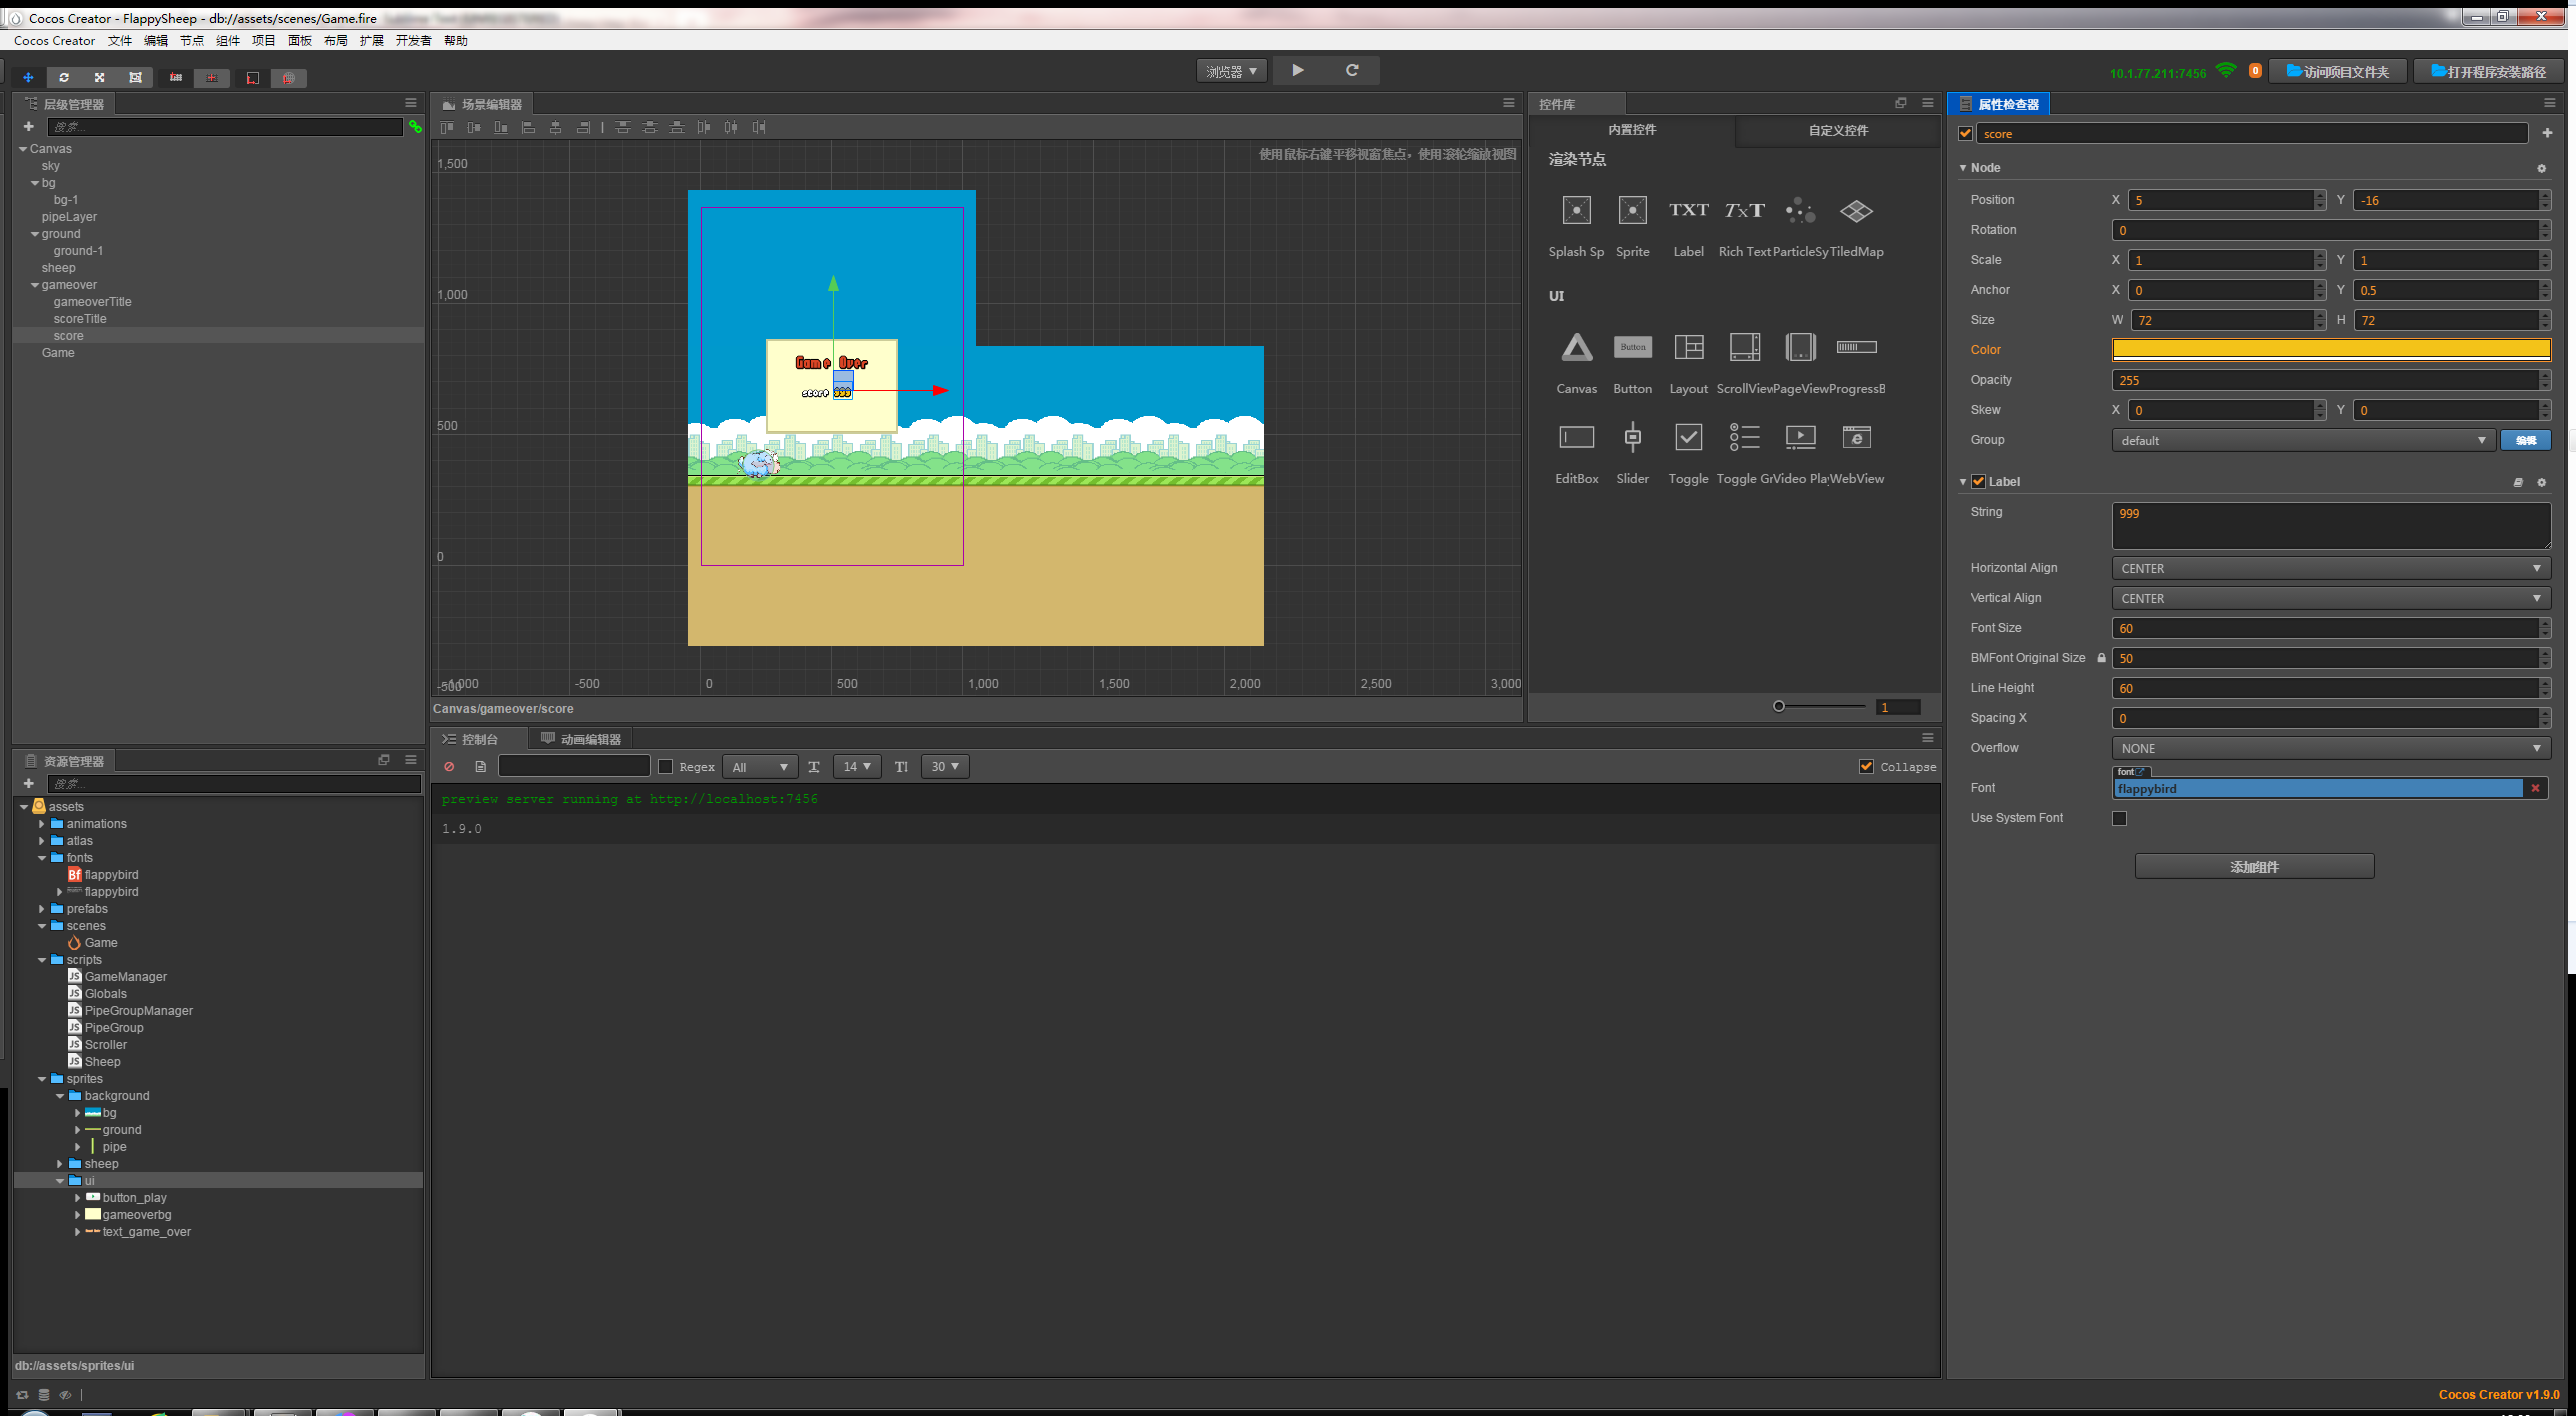 Cocos Creator - FlappySheep - db://assets/scenes/Game.fire
Cocos Creator 文件 编辑 节点 组件 项目 面板 布局 扩展 开发者 帮助
浏览器
10.1.77.211:7456 0 访问项目文件夹 打开程序安装路径
层级管理器
搜索...
Canvas
sky
bg
bg-1
pipeLayer
ground
ground-1
sheep
gameover
gameoverTitle
scoreTitle
score
Game
场景编辑器
使用鼠标右键平移视窗焦点，使用滚轮缩放视图
1,500
1,000
500
0
-500
-1,000 -500 0 500 1,000 1,500 2,000 2,500 3,000
Game Over
score 999
Canvas/gameover/score
控件库
内置控件 自定义控件
渲染节点
TXT TXT
Splash Sp Sprite Label Rich Text ParticleSy TiledMap
UI
Button
Canvas Button Layout ScrollView PageView ProgressB
EditBox Slider Toggle Toggle Gr Video Pla WebView
1
属性检查器
score
Node
Position X 5 Y -16
Rotation 0
Scale X 1 Y 1
Anchor X 0 Y 0.5
Size W 72 H 72
Color
Opacity 255
Skew X 0 Y 0
Group default 编辑
Label
String 999
Horizontal Align CENTER
Vertical Align CENTER
Font Size 60
BMFont Original Size 50
Line Height 60
Spacing X 0
Overflow NONE
font
Font flappybird
Use System Font
添加组件
资源管理器
搜索...
assets
animations
atlas
fonts
Bf flappybird
flappybird
prefabs
scenes
Game
scripts
JS GameManager
JS Globals
JS PipeGroupManager
JS PipeGroup
JS Scroller
JS Sheep
sprites
background
bg
ground
pipe
sheep
ui
button_play
gameoverbg
text_game_over
db://assets/sprites/ui
控制台 动画编辑器
Regex All 14 30 Collapse
preview server running at http://localhost:7456
1.9.0
Cocos Creator v1.9.0